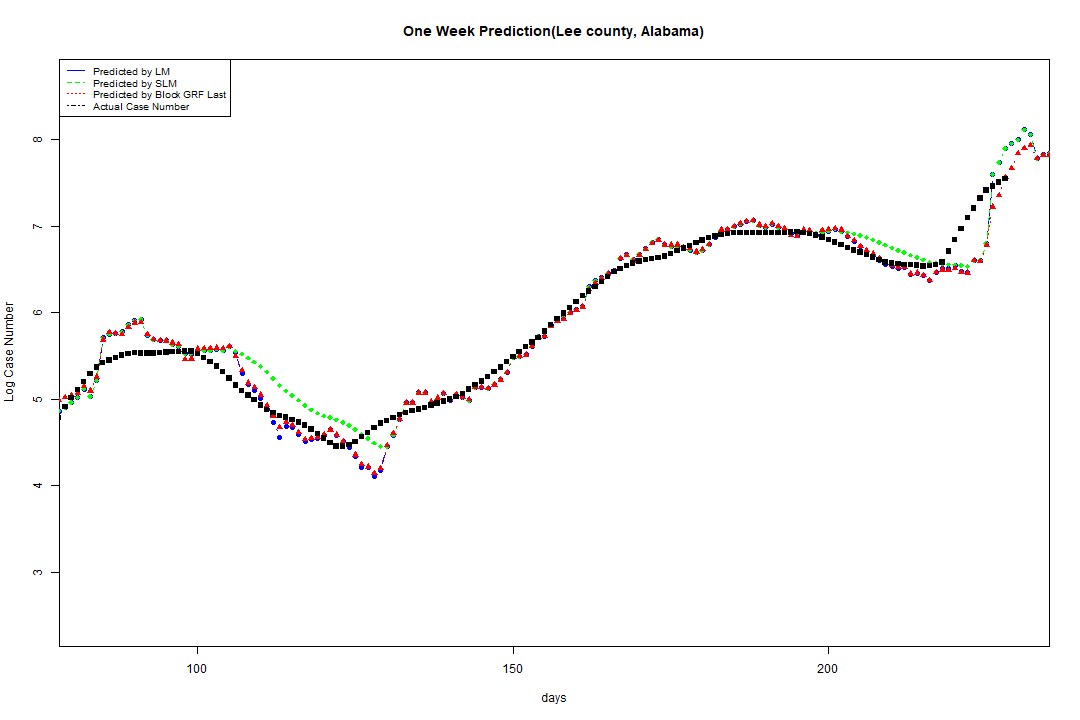 One Week Prediction(Lee county, Alabama)
Predicted by LM
Predicted by SLM
Predicted by Block GRF Last
Actual Case Number
8
7
6
5
4
3
Log Case Number
100 150 200
days